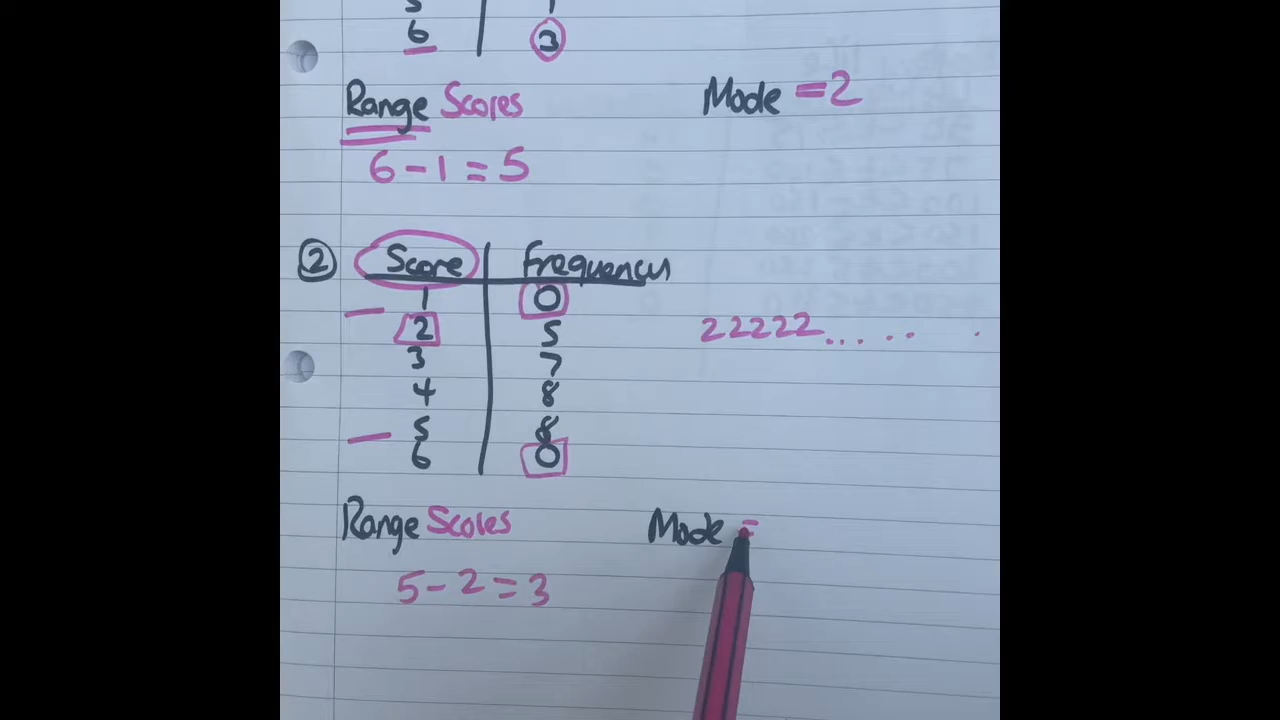 6 3
Range Scores
Mode = 2
6 - 1 = 5
② Score Frequency
1 0
2 5
22222... .. .
3 7
4 8
5 8
6 0
Range Scores
Mode =
5 - 2 = 3